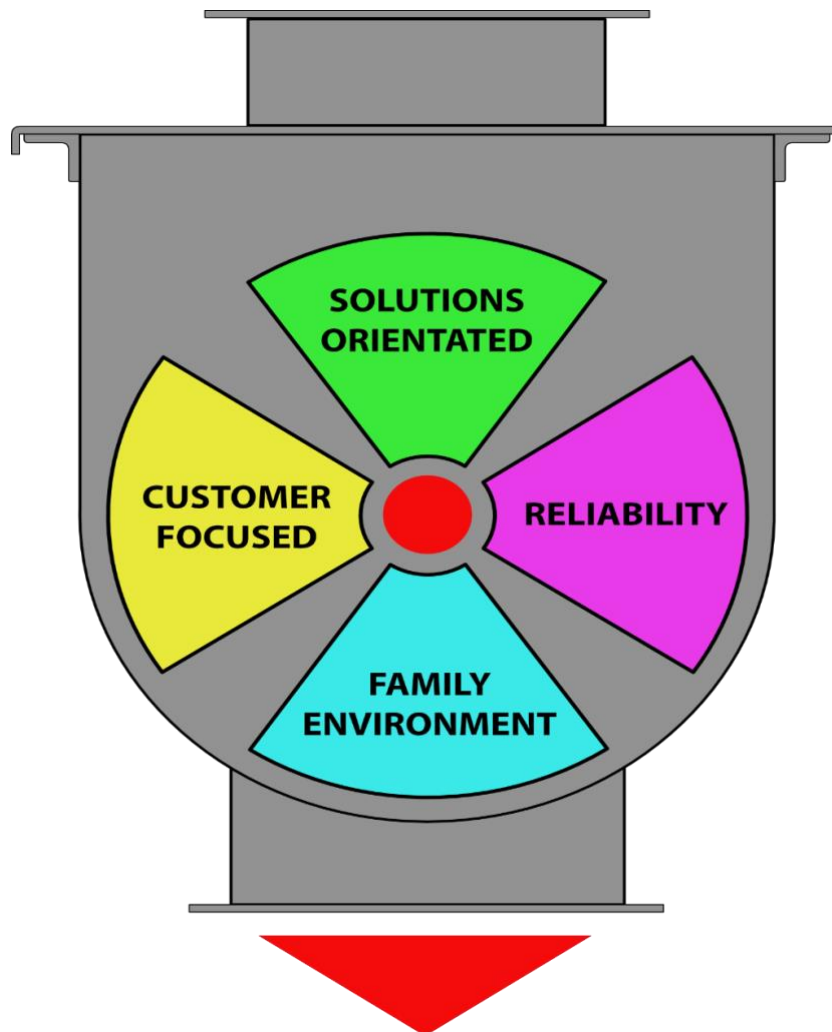 SOLUTIONS
ORIENTATED
CUSTOMER
FOCUSED
RELIABILITY
FAMILY
ENVIRONMENT